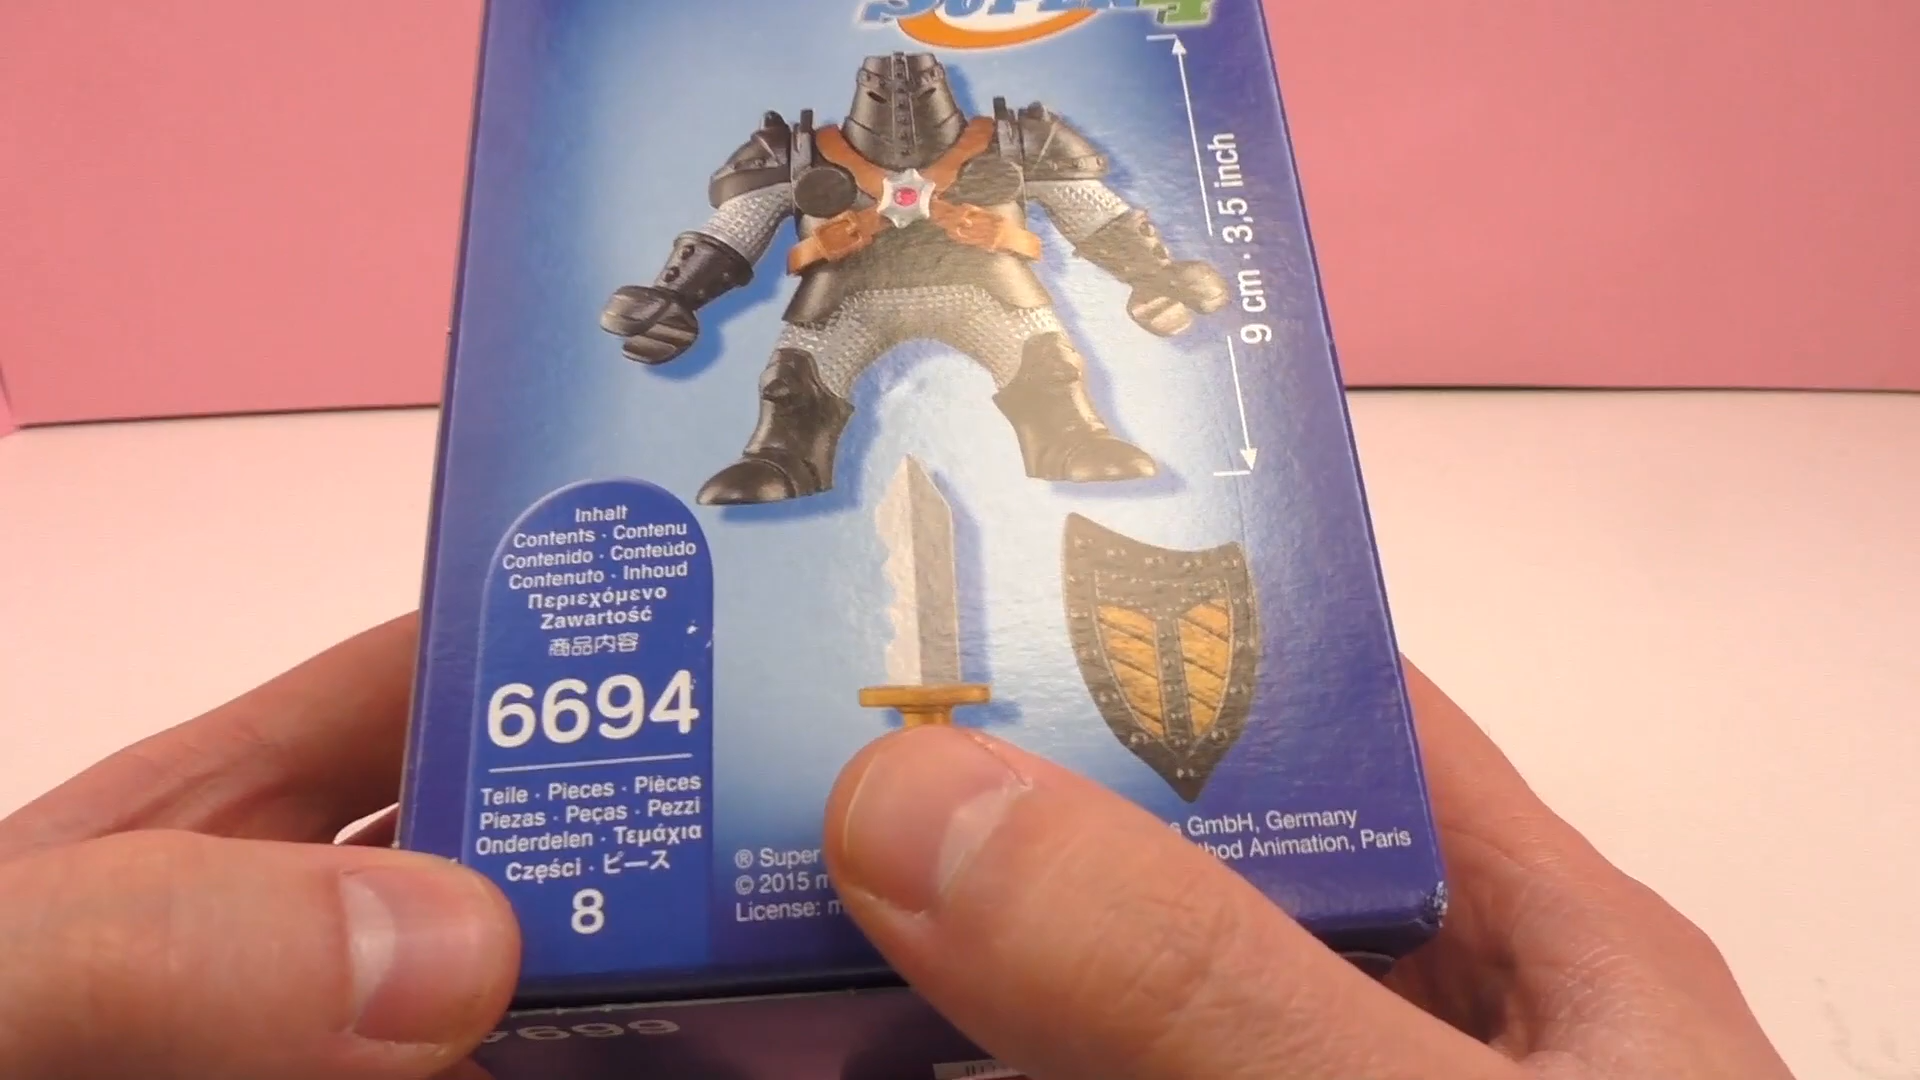 SUPER4
9 cm · 3,5 inch
Inhalt
Contents · Contenu
Contenido · Conteúdo
Contenuto · Inhoud
Περιεχόμενο
Zawartość
商品内容
6694
Teile · Pieces · Pièces
Piezas · Peças · Pezzi
Onderdelen · Τεμάχια
Części · ピース
8
® Super
© 2015
License:
GmbH, Germany
Animation, Paris
6694